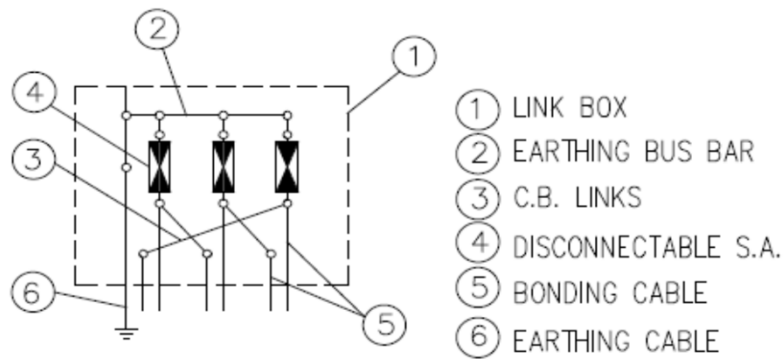 2
1
4
3
6
5
1 LINK BOX
2 EARTHING BUS BAR
3 C.B. LINKS
4 DISCONNECTABLE S.A.
5 BONDING CABLE
6 EARTHING CABLE